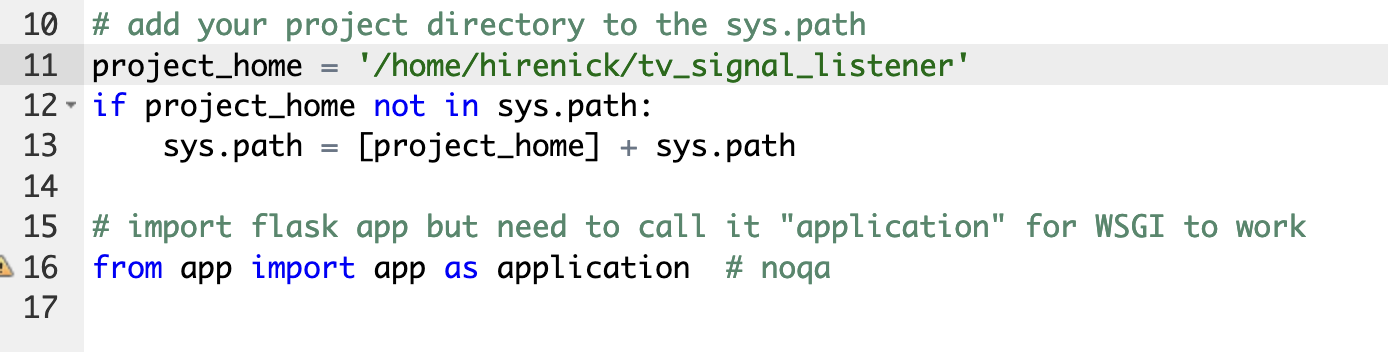 10 # add your project directory to the sys.path
11 project_home = '/home/hirenick/tv_signal_listener'
12 if project_home not in sys.path:
13     sys.path = [project_home] + sys.path
14
15 # import flask app but need to call it "application" for WSGI to work
16 from app import app as application  # noqa
17